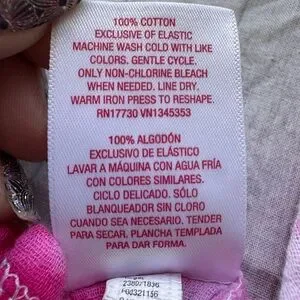 100% COTTON
EXCLUSIVE OF ELASTIC
MACHINE WASH COLD WITH LIKE
COLORS. GENTLE CYCLE.
ONLY NON-CHLORINE BLEACH
WHEN NEEDED. LINE DRY.
WARM IRON PRESS TO RESHAPE.
RN17730 VN1345353
100% ALGODÓN
EXCLUSIVO DE ELÁSTICO
LAVAR A MÁQUINA CON AGUA FRÍA
CON COLORES SIMILARES.
CICLO DELICADO. SÓLO
BLANQUEADOR SIN CLORO
CUANDO SEA NECESARIO. TENDER
PARA SECAR. PLANCHA TEMPLADA
PARA DAR FORMA.